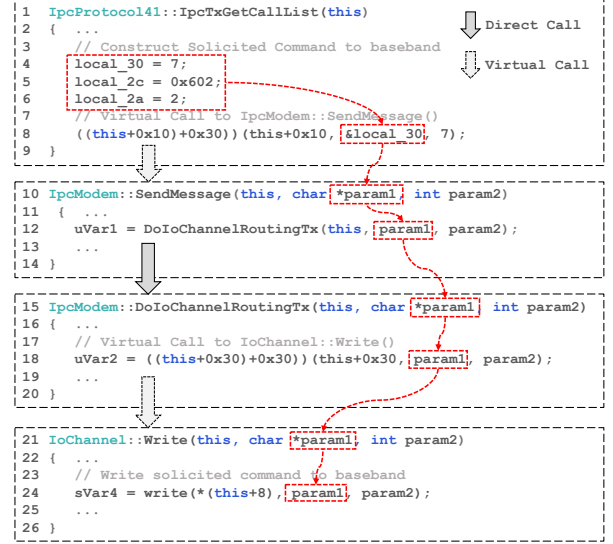 1 IpcProtocol41::IpcTxGetCallList(this)
2 { ...
3 // Construct Solicited Command to baseband
4 local_30 = 7;
5 local_2c = 0x602;
6 local_2a = 2;
7 // Virtual Call to IpcModem::SendMessage()
8 ((this+0x10)+0x30))(this+0x10, &local_30, 7);
9 }
Direct Call
Virtual Call
10 IpcModem::SendMessage(this, char *param1, int param2)
11 { ...
12 uVar1 = DoIoChannelRoutingTx(this, param1, param2);
13 ...
14 }
15 IpcModem::DoIoChannelRoutingTx(this, char *param1, int param2)
16 { ...
17 // Virtual Call to IoChannel::Write()
18 uVar2 = ((this+0x30)+0x30))(this+0x30, param1, param2);
19 ...
20 }
21 IoChannel::Write(this, char *param1, int param2)
22 { ...
23 // Write solicited command to baseband
24 sVar4 = write(*(this+8), param1, param2);
25 ...
26 }